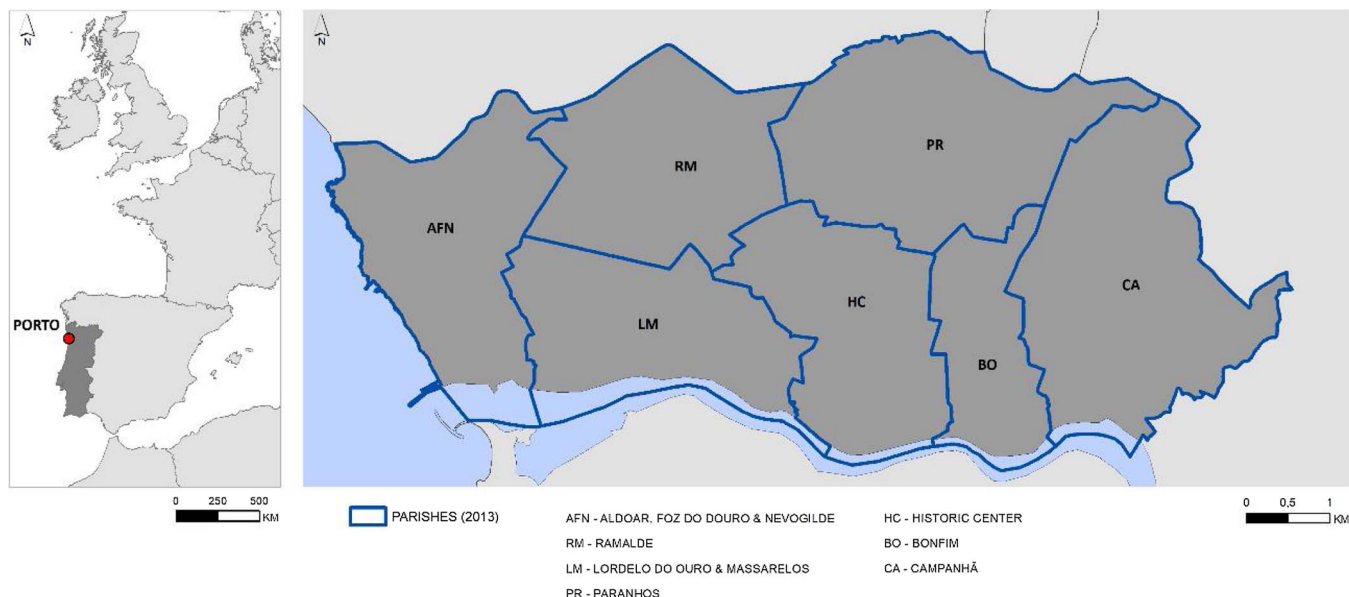 N
PORTO
0 250 500
KM
N
AFN
RM
PR
LM
HC
BO
CA
PARISHES (2013)
AFN - ALDOAR, FOZ DO DOURO & NEVOGILDE
RM - RAMALDE
LM - LORDELO DO OURO & MASSARELOS
PR - PARANHOS
HC - HISTORIC CENTER
BO - BONFIM
CA - CAMPANHÃ
0 0,5 1
KM